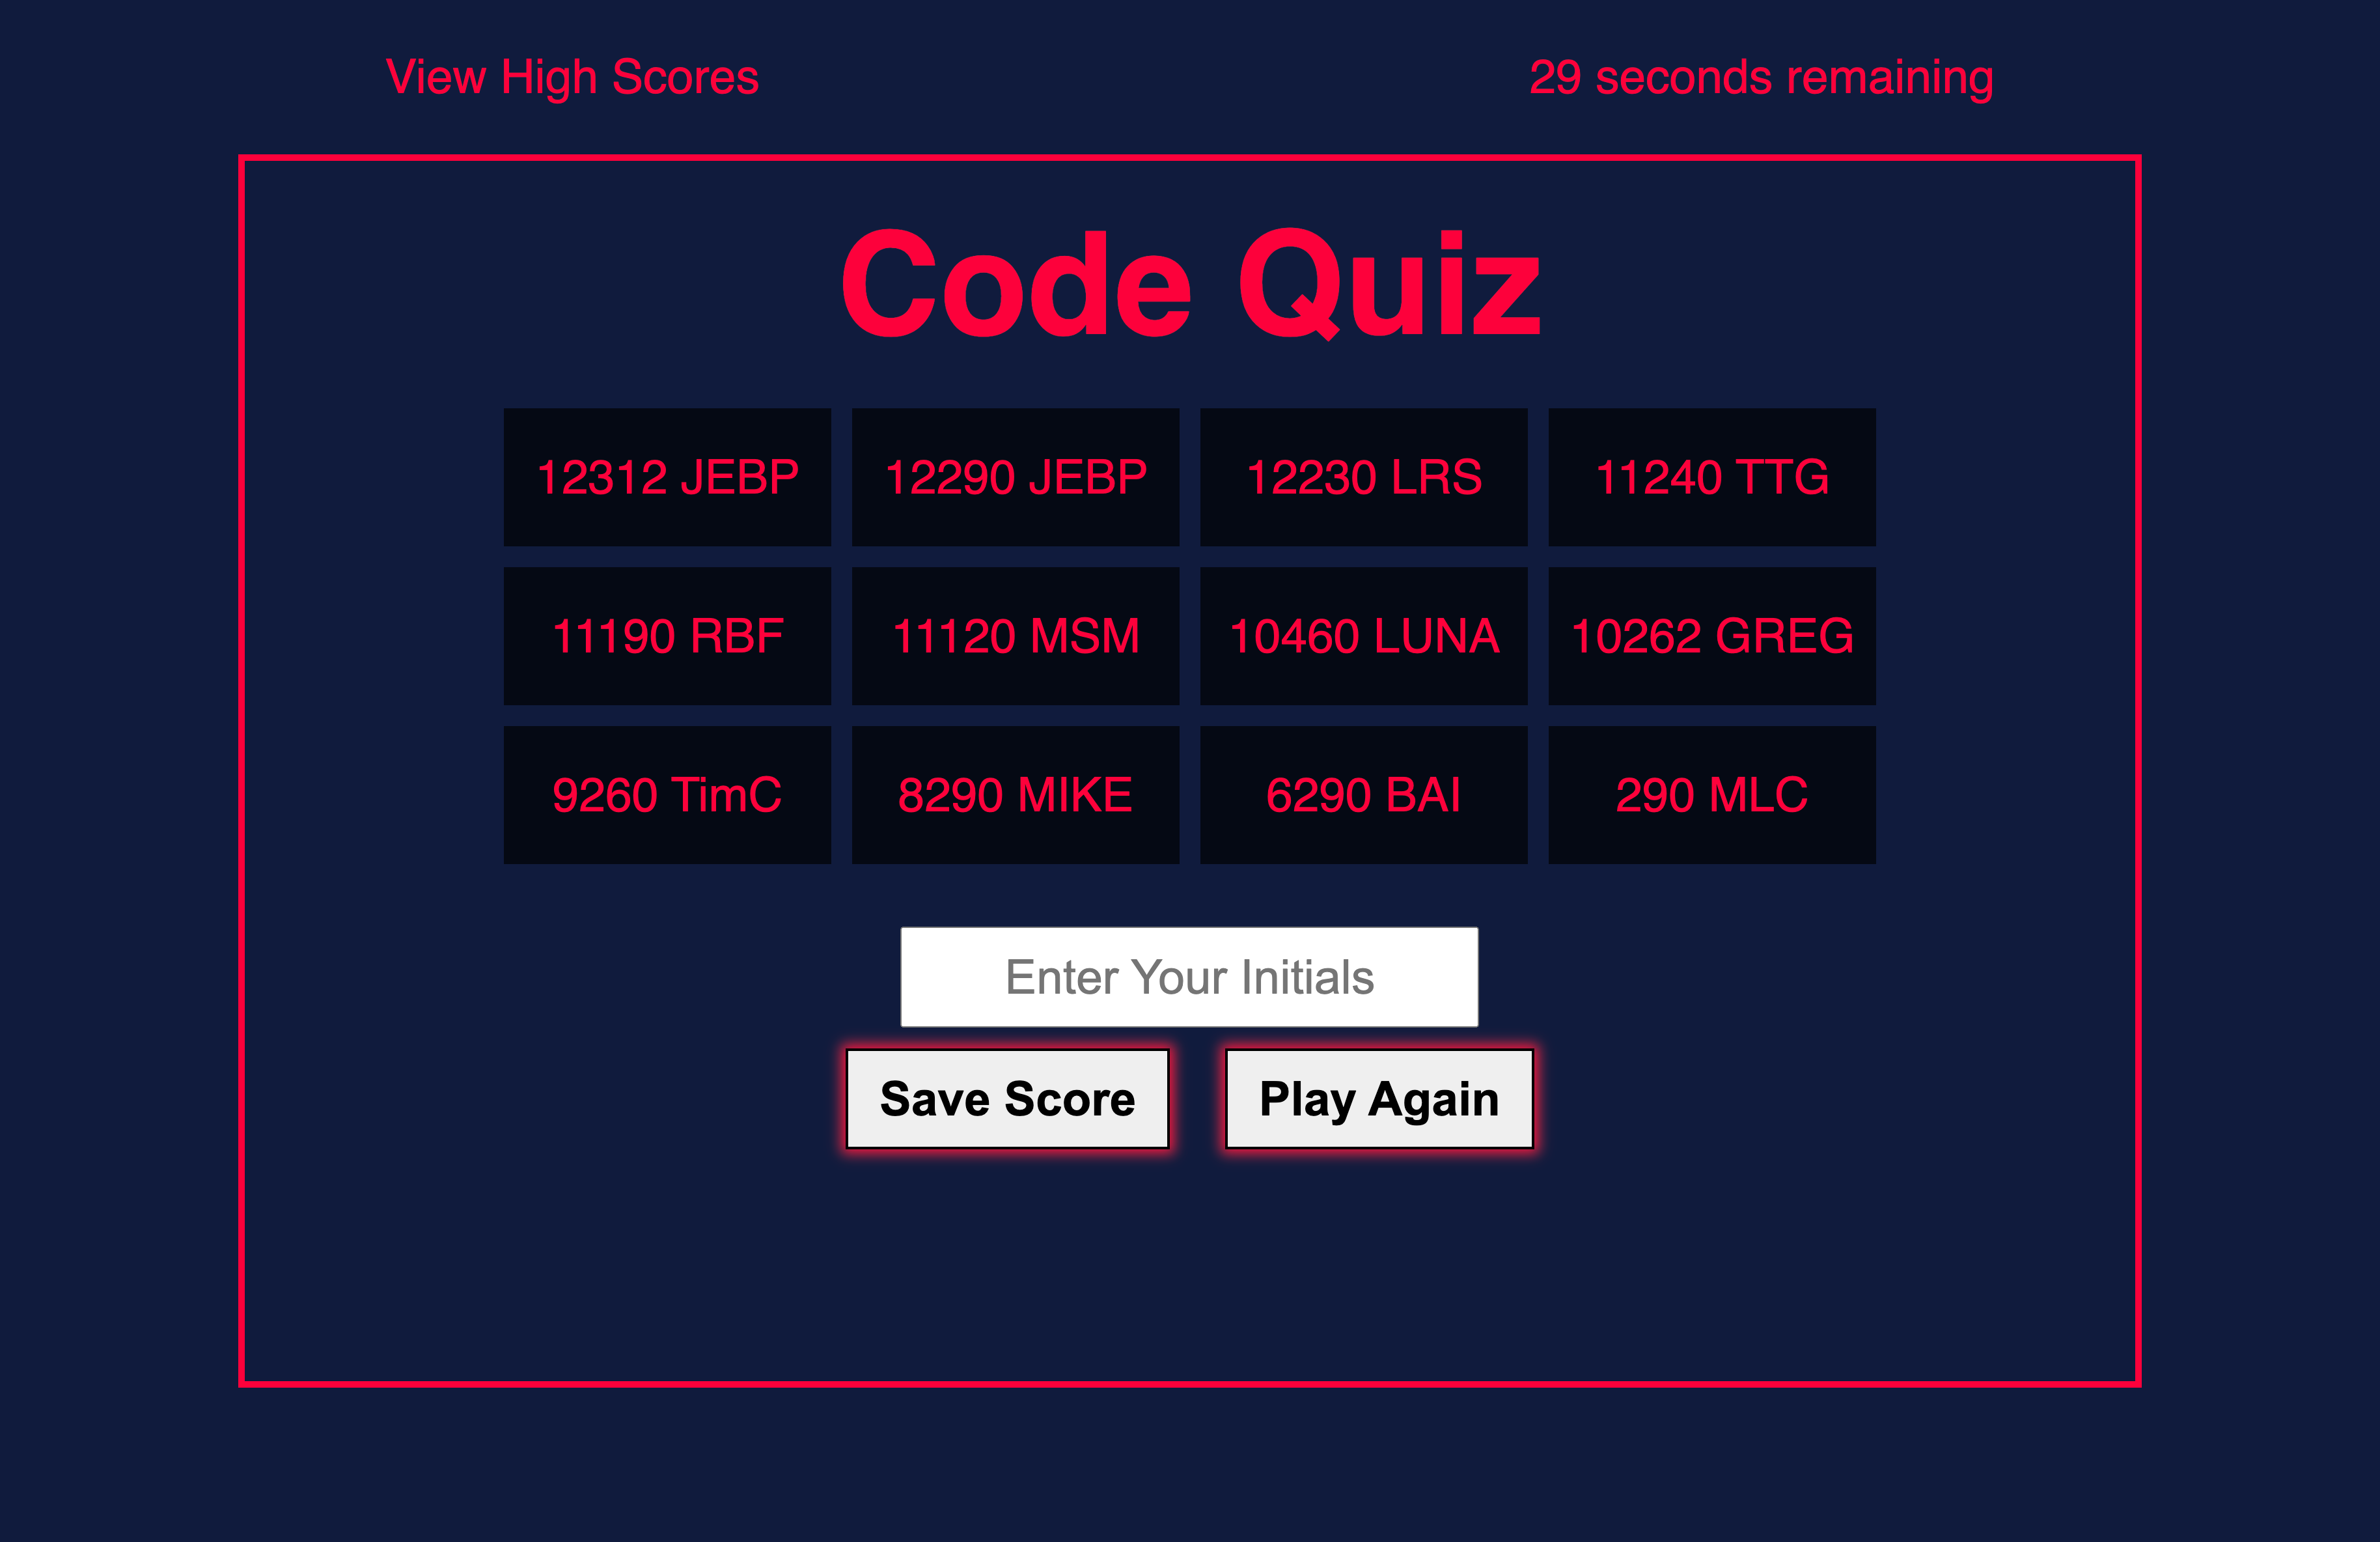 View High Scores
29 seconds remaining
Code Quiz
12312 JEBP
12290 JEBP
12230 LRS
11240 TTG
11190 RBF
11120 MSM
10460 LUNA
10262 GREG
9260 TimC
8290 MIKE
6290 BAI
290 MLC
Enter Your Initials
Save Score
Play Again